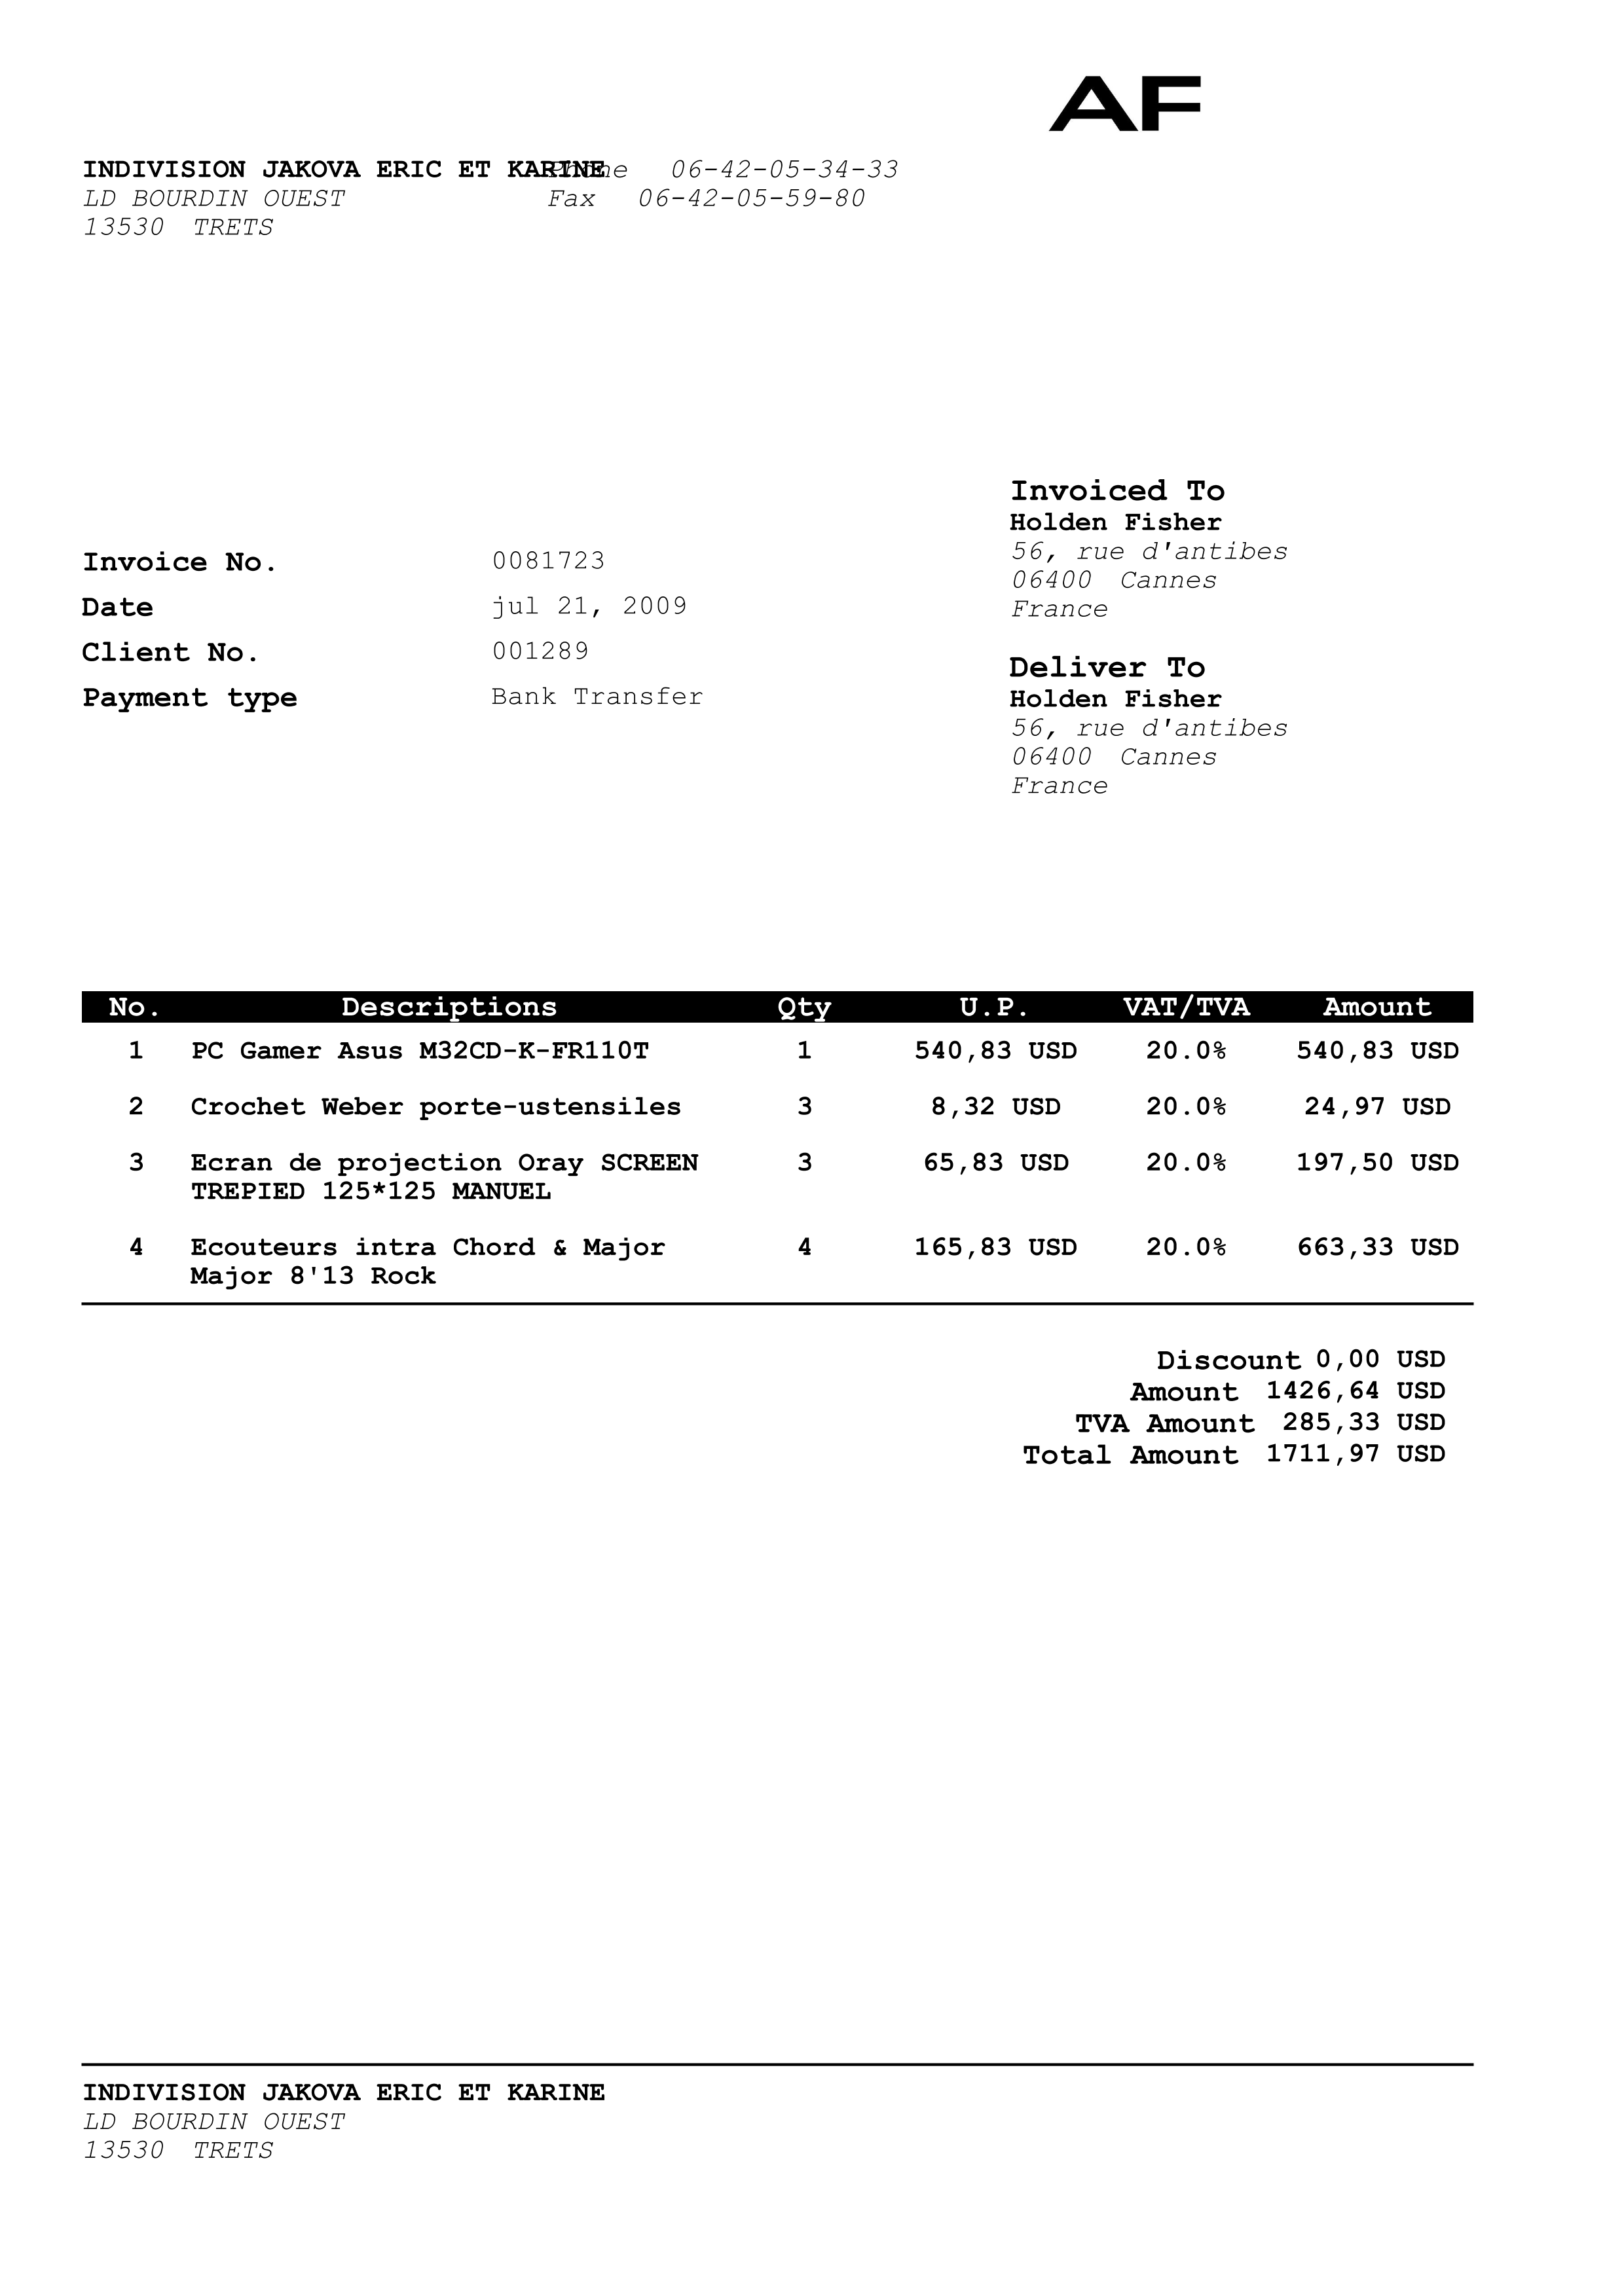 AF
INDIVISION JAKOVA ERIC ET KARINE
Phone 06-42-05-34-33
LD BOURDIN OUEST
Fax 06-42-05-59-80
13530 TRETS
Invoiced To
Holden Fisher
56, rue d'antibes
06400 Cannes
France
Invoice No. 0081723
Date jul 21, 2009
Client No. 001289
Payment type Bank Transfer
Deliver To
Holden Fisher
56, rue d'antibes
06400 Cannes
France
No. Descriptions Qty U.P. VAT/TVA Amount
1 PC Gamer Asus M32CD-K-FR110T 1 540,83 USD 20.0% 540,83 USD
2 Crochet Weber porte-ustensiles 3 8,32 USD 20.0% 24,97 USD
3 Ecran de projection Oray SCREEN 3 65,83 USD 20.0% 197,50 USD
TREPIED 125*125 MANUEL
4 Ecouteurs intra Chord & Major 4 165,83 USD 20.0% 663,33 USD
Major 8'13 Rock
Discount 0,00 USD
Amount 1426,64 USD
TVA Amount 285,33 USD
Total Amount 1711,97 USD
INDIVISION JAKOVA ERIC ET KARINE
LD BOURDIN OUEST
13530 TRETS